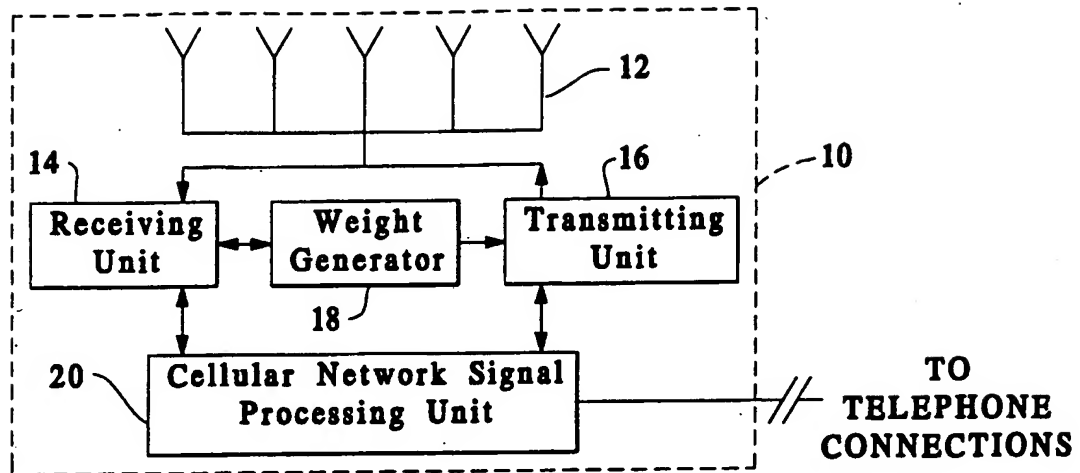 12
14
16
10
Receiving
Unit
Weight
Generator
Transmitting
Unit
18
20
Cellular Network Signal
Processing Unit
TO
TELEPHONE
CONNECTIONS